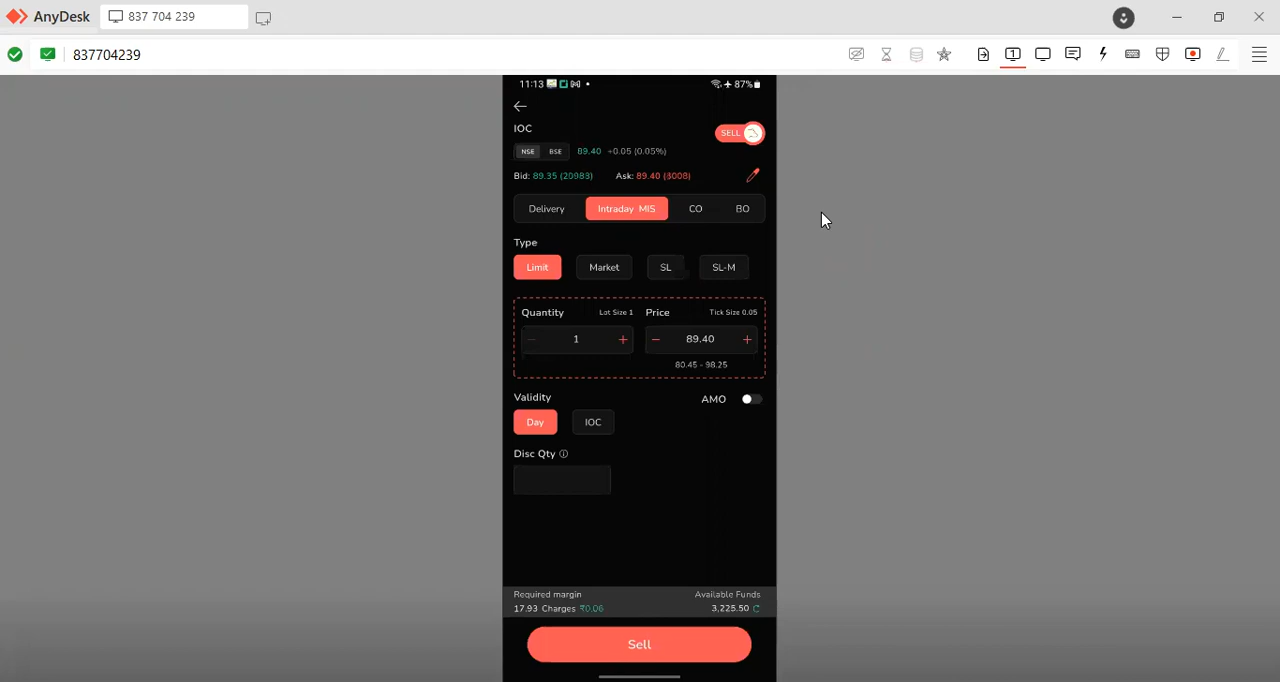 AnyDesk 837 704 239
837704239
11:13 87%
IOC
SELL
NSE BSE 89.40 +0.05 (0.05%)
Bid: 89.35 (20983) Ask: 89.40 (3008)
Delivery Intraday MIS CO BO
Type
Limit Market SL SL-M
Quantity Lot Size 1 Price Tick Size 0.05
− 1 + − 89.40 +
80.45 - 98.25
Validity AMO
Day IOC
Disc Qty
Required margin Available Funds
17.93 Charges ₹0.06 3,225.50
Sell